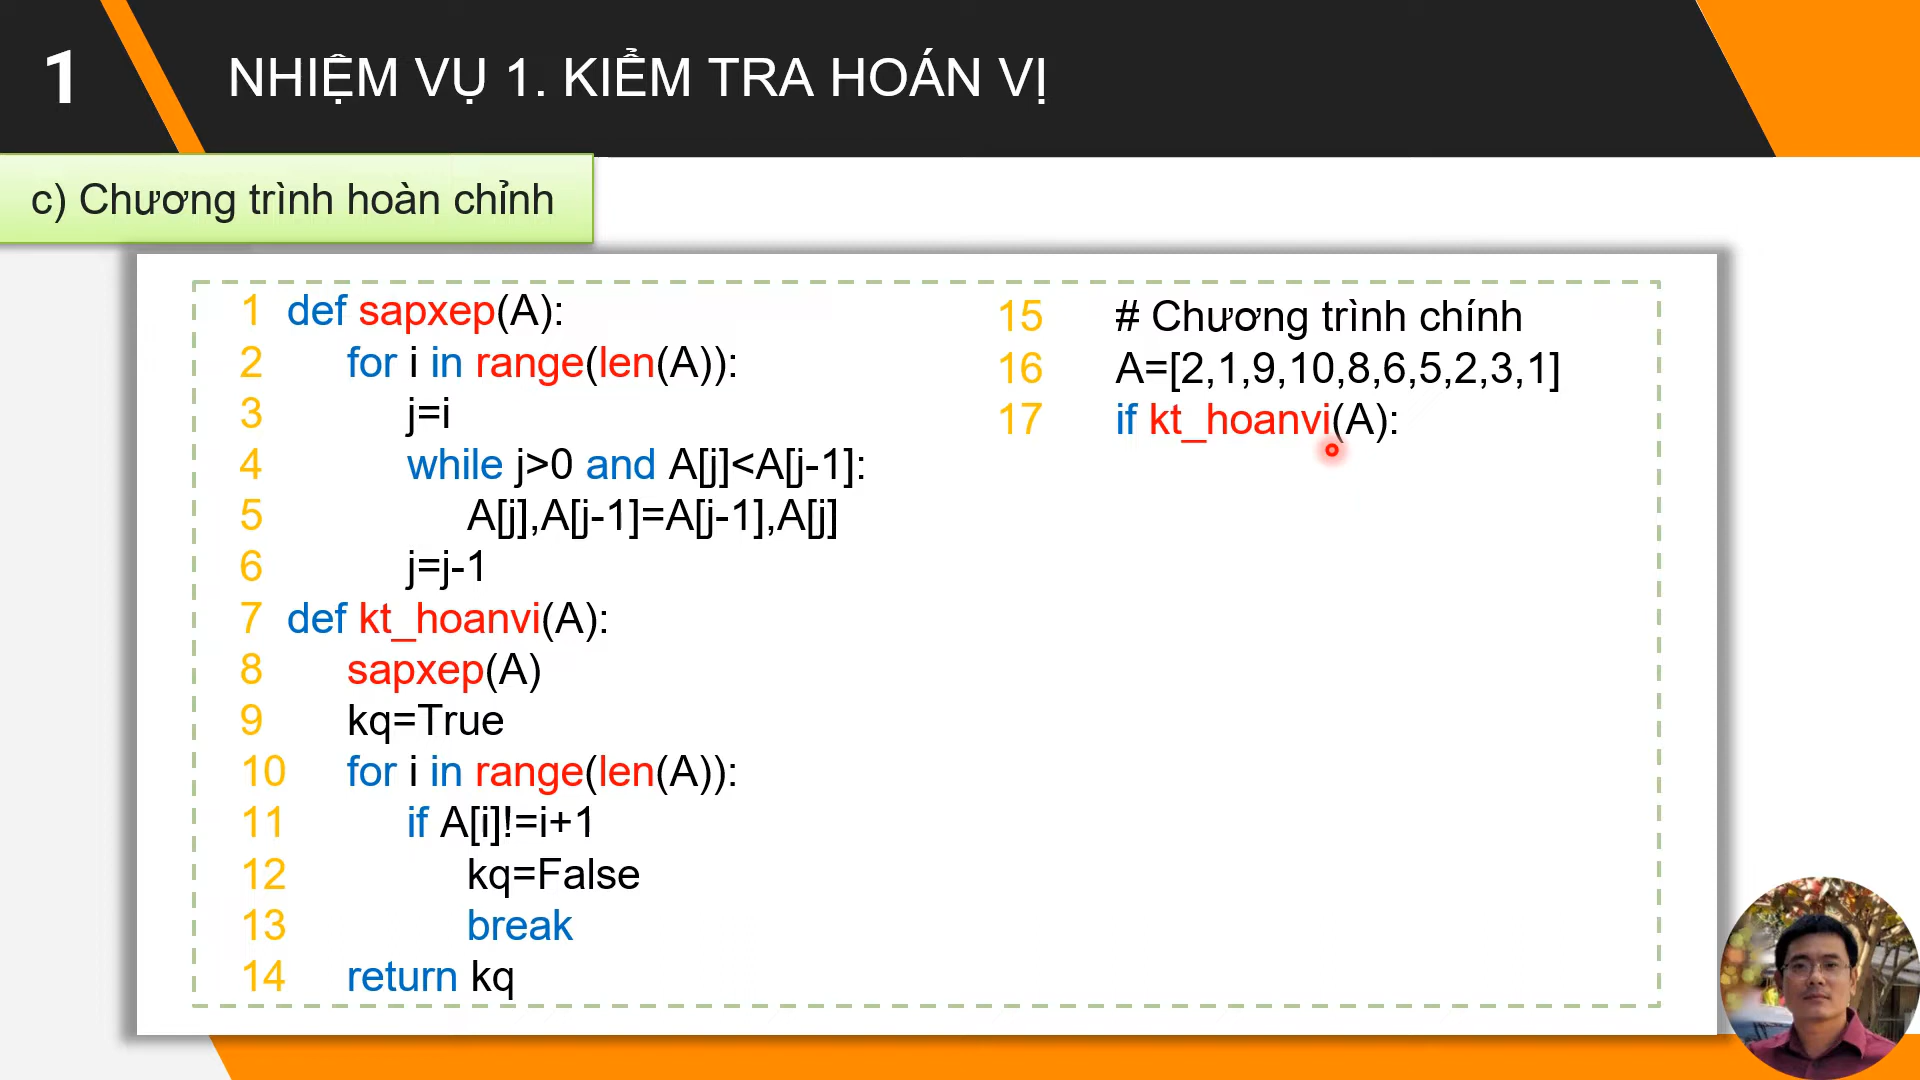 1
NHIỆM VỤ 1. KIỂM TRA HOÁN VỊ
c) Chương trình hoàn chỉnh
1 def sapxep(A):
2 for i in range(len(A)):
3 j=i
4 while j>0 and A[j]<A[j-1]:
5 A[j],A[j-1]=A[j-1],A[j]
6 j=j-1
7 def kt_hoanvi(A):
8 sapxep(A)
9 kq=True
10 for i in range(len(A)):
11 if A[i]!=i+1
12 kq=False
13 break
14 return kq
15 # Chương trình chính
16 A=[2,1,9,10,8,6,5,2,3,1]
17 if kt_hoanvi(A):